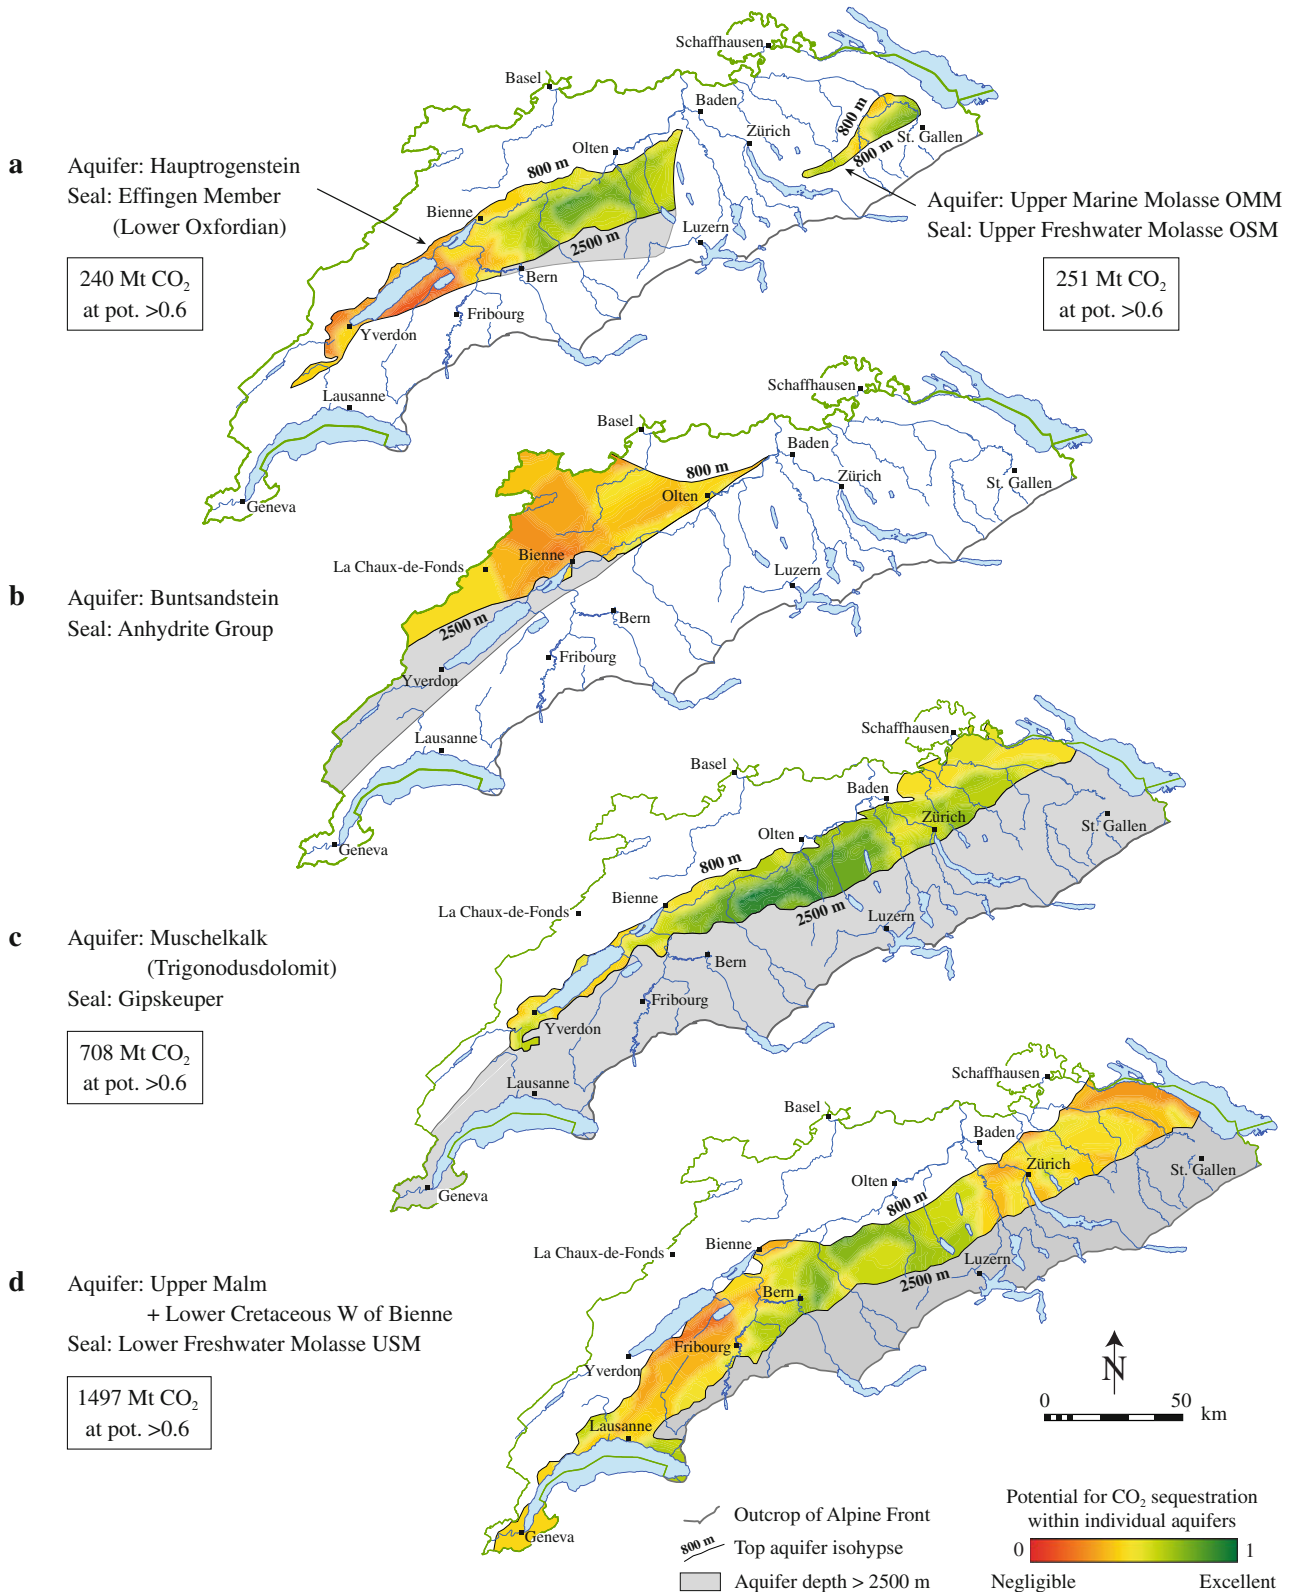 a
Aquifer: Hauptrogenstein
Seal: Effingen Member
(Lower Oxfordian)
240 Mt CO₂
at pot. >0.6
Schaffhausen
Basel
Baden
Zürich
St. Gallen
Olten
Bienne
Luzern
Bern
Fribourg
Yverdon
Lausanne
Geneva
800 m
2500 m
800 m
800 m
Aquifer: Upper Marine Molasse OMM
Seal: Upper Freshwater Molasse OSM
251 Mt CO₂
at pot. >0.6
b
Aquifer: Buntsandstein
Seal: Anhydrite Group
Schaffhausen
Basel
Baden
Zürich
St. Gallen
Olten
Bienne
La Chaux-de-Fonds
Luzern
Bern
Fribourg
Yverdon
Lausanne
Geneva
800 m
2500 m
c
Aquifer: Muschelkalk
(Trigonodusdolomit)
Seal: Gipskeuper
708 Mt CO₂
at pot. >0.6
Schaffhausen
Basel
Baden
Zürich
St. Gallen
Olten
Bienne
La Chaux-de-Fonds
Luzern
Bern
Fribourg
Yverdon
Lausanne
Geneva
800 m
2500 m
d
Aquifer: Upper Malm
+ Lower Cretaceous W of Bienne
Seal: Lower Freshwater Molasse USM
1497 Mt CO₂
at pot. >0.6
Schaffhausen
Basel
Baden
Zürich
St. Gallen
Olten
Bienne
La Chaux-de-Fonds
Luzern
Bern
Fribourg
Yverdon
Lausanne
Geneva
800 m
2500 m
N
0 50
km
Outcrop of Alpine Front
800 m
Top aquifer isohypse
Aquifer depth > 2500 m
Potential for CO₂ sequestration
within individual aquifers
0 1
Negligible Excellent